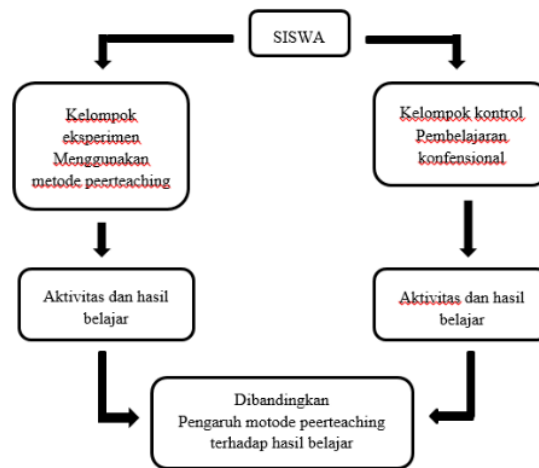 SISWA
Kelompok
eksperimen
Menggunakan
metode peerteaching
Kelompok kontrol
Pembelajaran
konfensional
Aktivitas dan hasil
belajar
Aktivitas dan hasil
belajar
Dibandingkan
Pengaruh motode peerteaching
terhadap hasil belajar